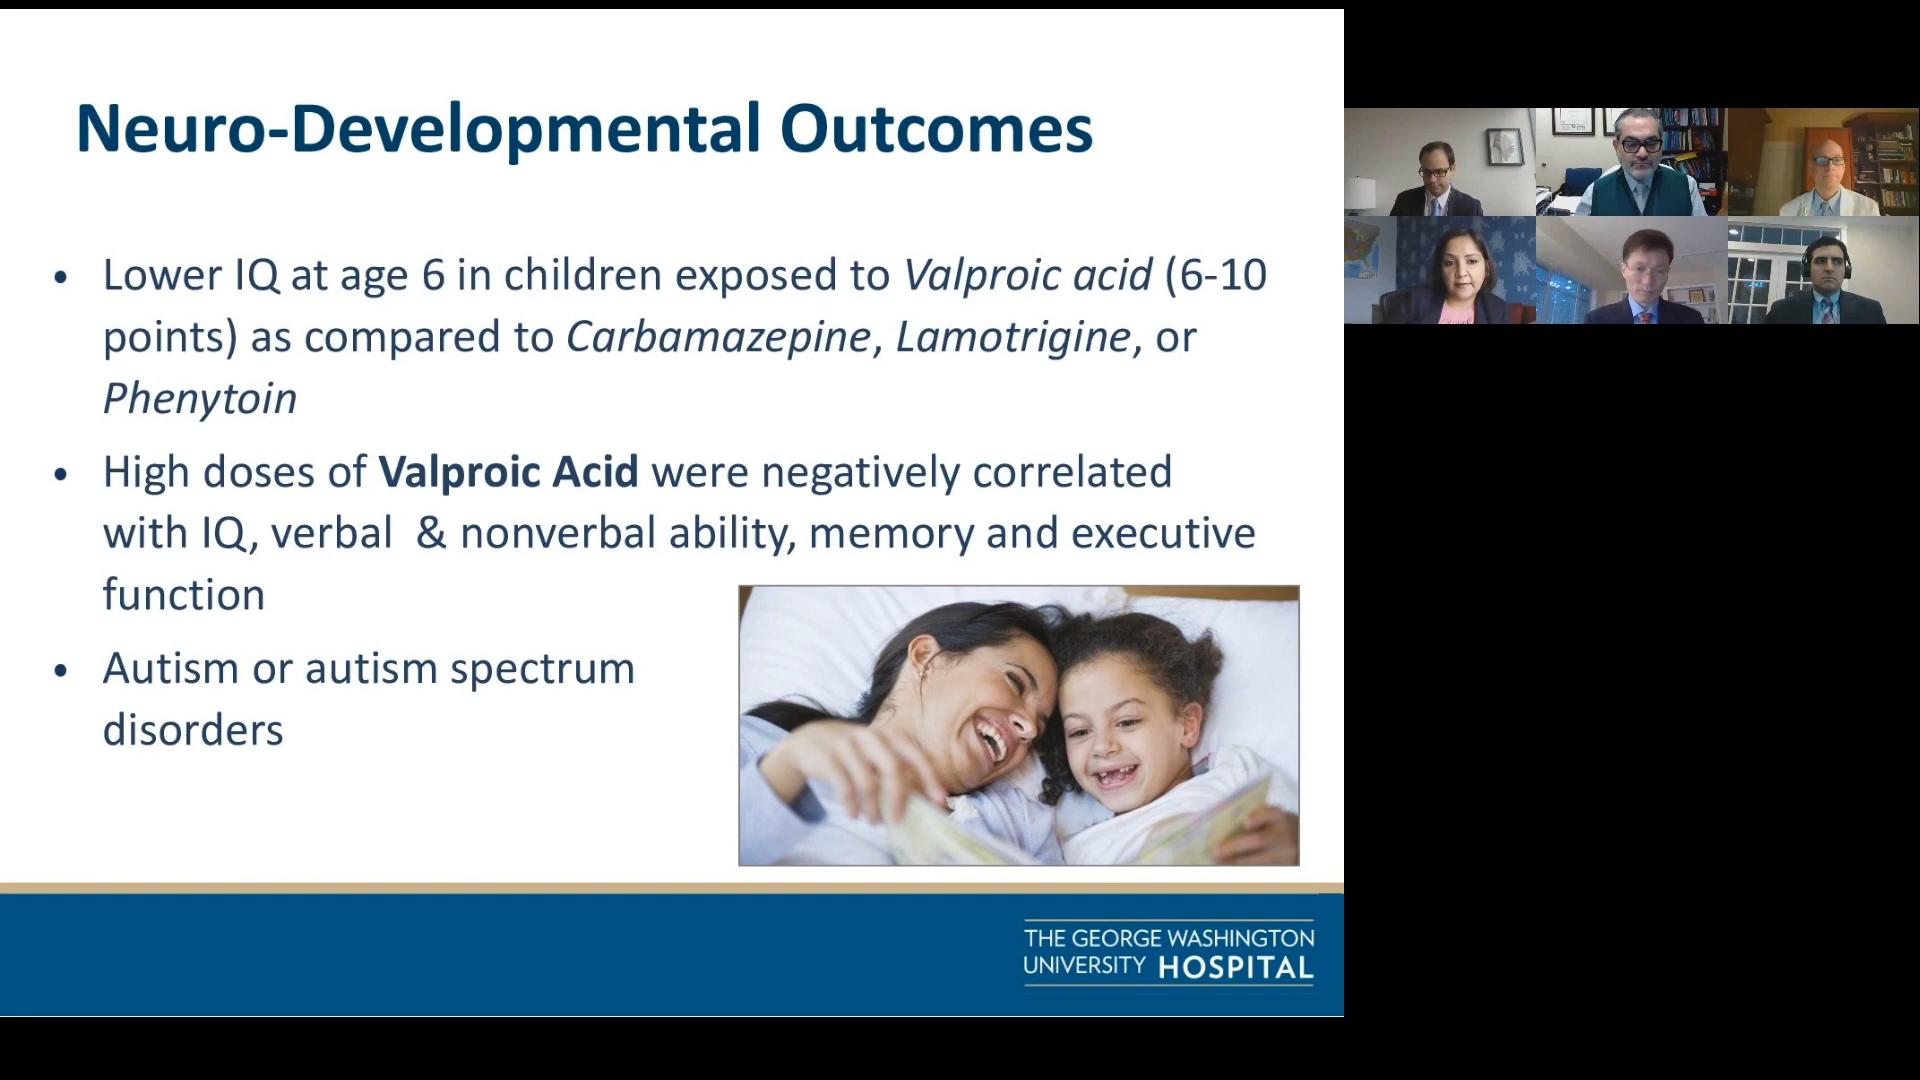 Neuro-Developmental Outcomes
• Lower IQ at age 6 in children exposed to Valproic acid (6-10
points) as compared to Carbamazepine, Lamotrigine, or
Phenytoin
• High doses of Valproic Acid were negatively correlated
with IQ, verbal & nonverbal ability, memory and executive
function
• Autism or autism spectrum
disorders
THE GEORGE WASHINGTON
UNIVERSITY HOSPITAL